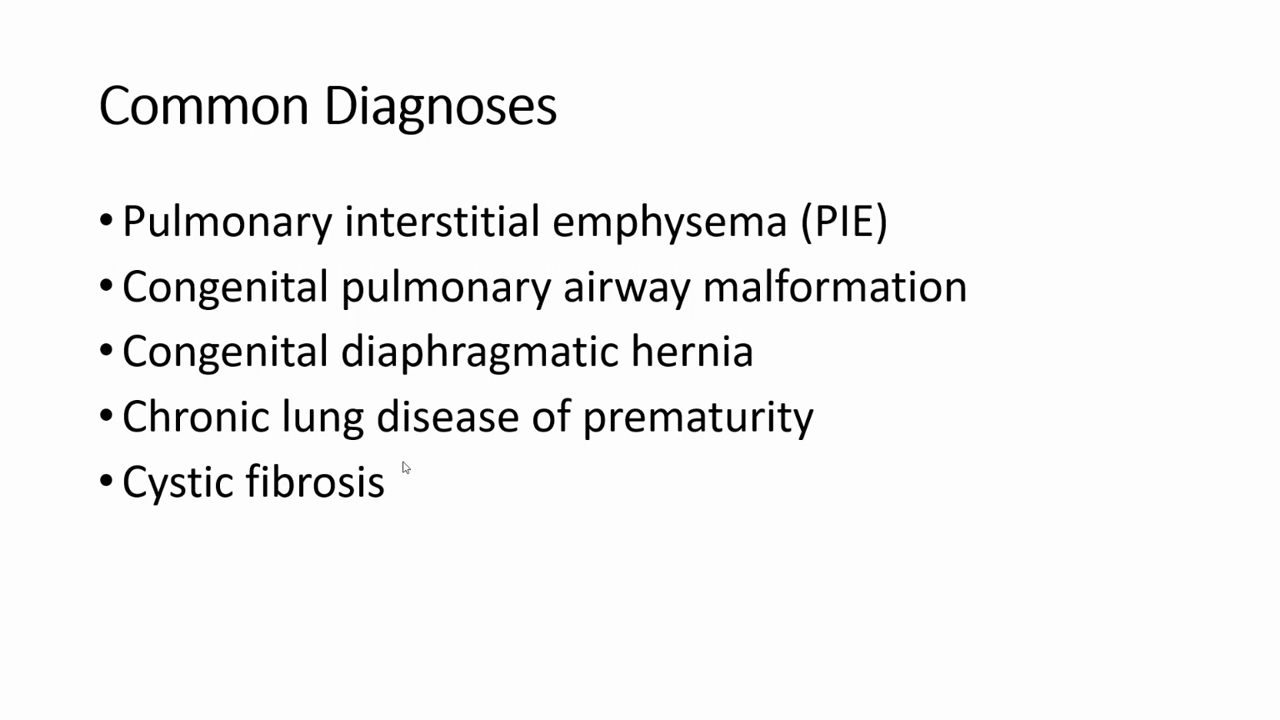 Common Diagnoses
• Pulmonary interstitial emphysema (PIE)
• Congenital pulmonary airway malformation
• Congenital diaphragmatic hernia
• Chronic lung disease of prematurity
• Cystic fibrosis